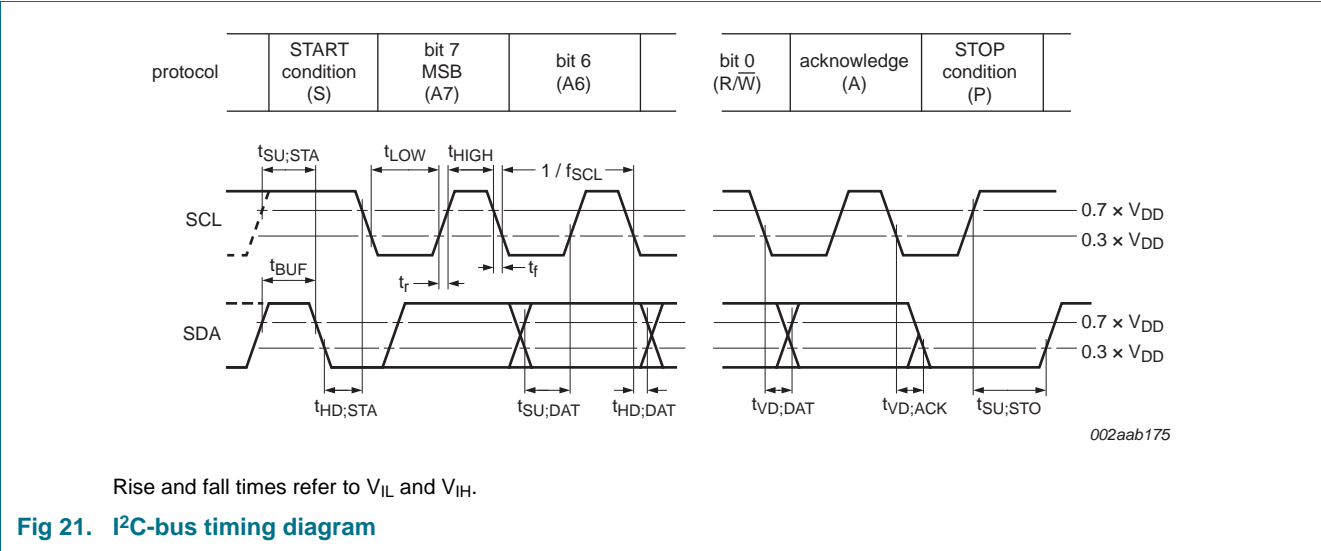 protocol
START
condition
(S)
bit 7
MSB
(A7)
bit 6
(A6)
bit 0
(R/W̅)
acknowledge
(A)
STOP
condition
(P)
tSU;STA
tLOW
tHIGH
1 / fSCL
SCL
0.7 × VDD
0.3 × VDD
tBUF
tr
tf
SDA
0.7 × VDD
0.3 × VDD
tHD;STA
tSU;DAT
tHD;DAT
tVD;DAT
tVD;ACK
tSU;STO
002aab175
Rise and fall times refer to VIL and VIH.
Fig 21. I²C-bus timing diagram